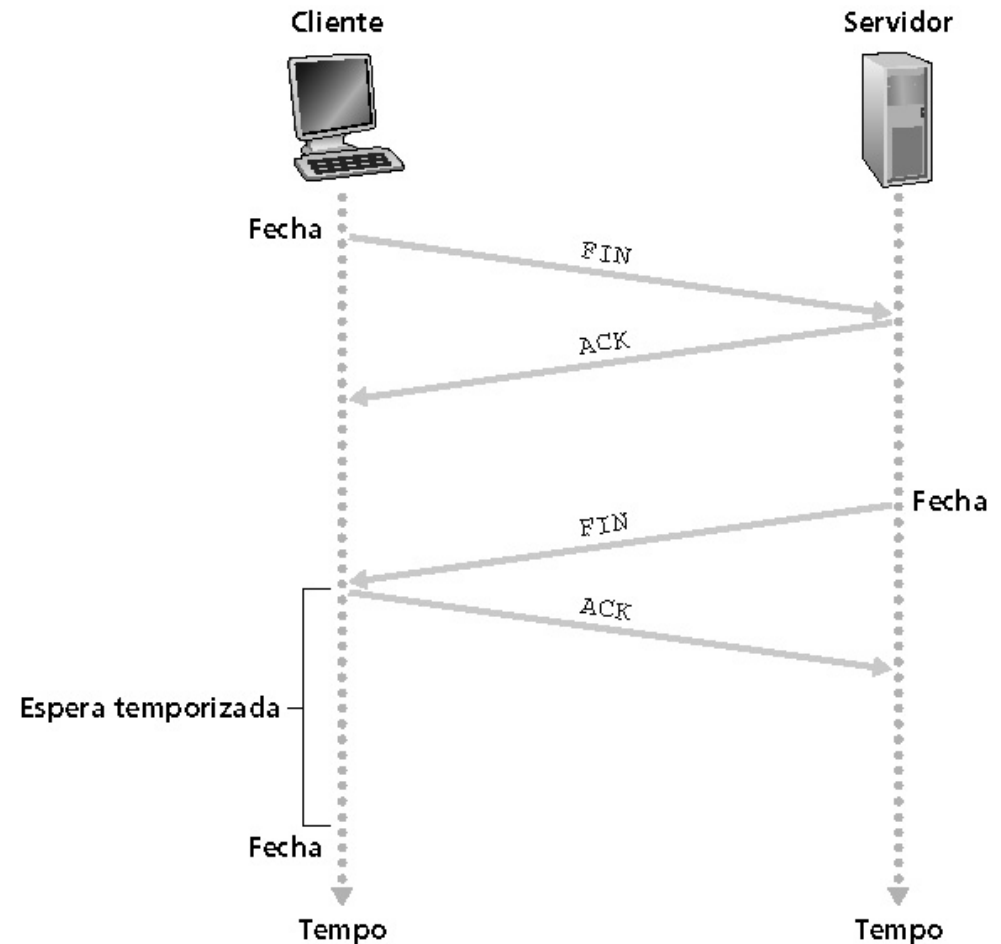 Cliente
Servidor
Fecha
FIN
ACK
Fecha
FIN
ACK
Espera temporizada
Fecha
Tempo
Tempo